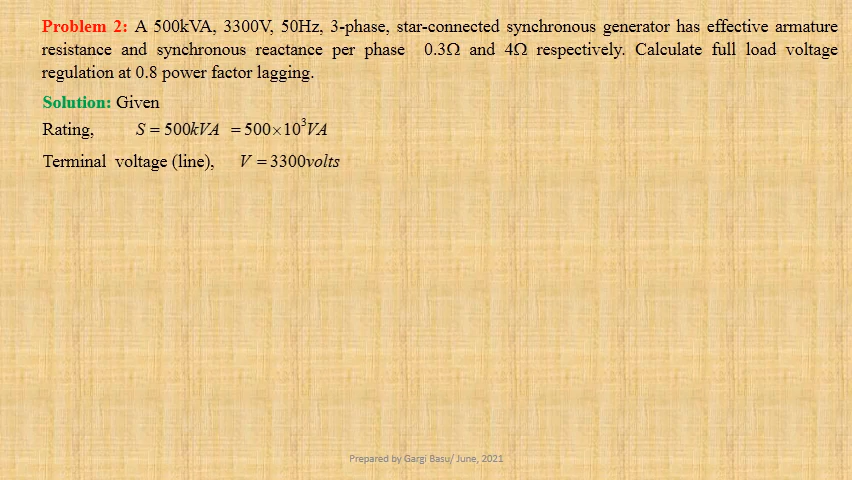 Problem 2: A 500kVA, 3300V, 50Hz, 3-phase, star-connected synchronous generator has effective armature
resistance and synchronous reactance per phase 0.3Ω and 4Ω respectively. Calculate full load voltage
regulation at 0.8 power factor lagging.
Solution: Given
Rating, S = 500kVA = 500×10³VA
Terminal voltage (line), V = 3300volts
Prepared by Gargi Basu/ June, 2021